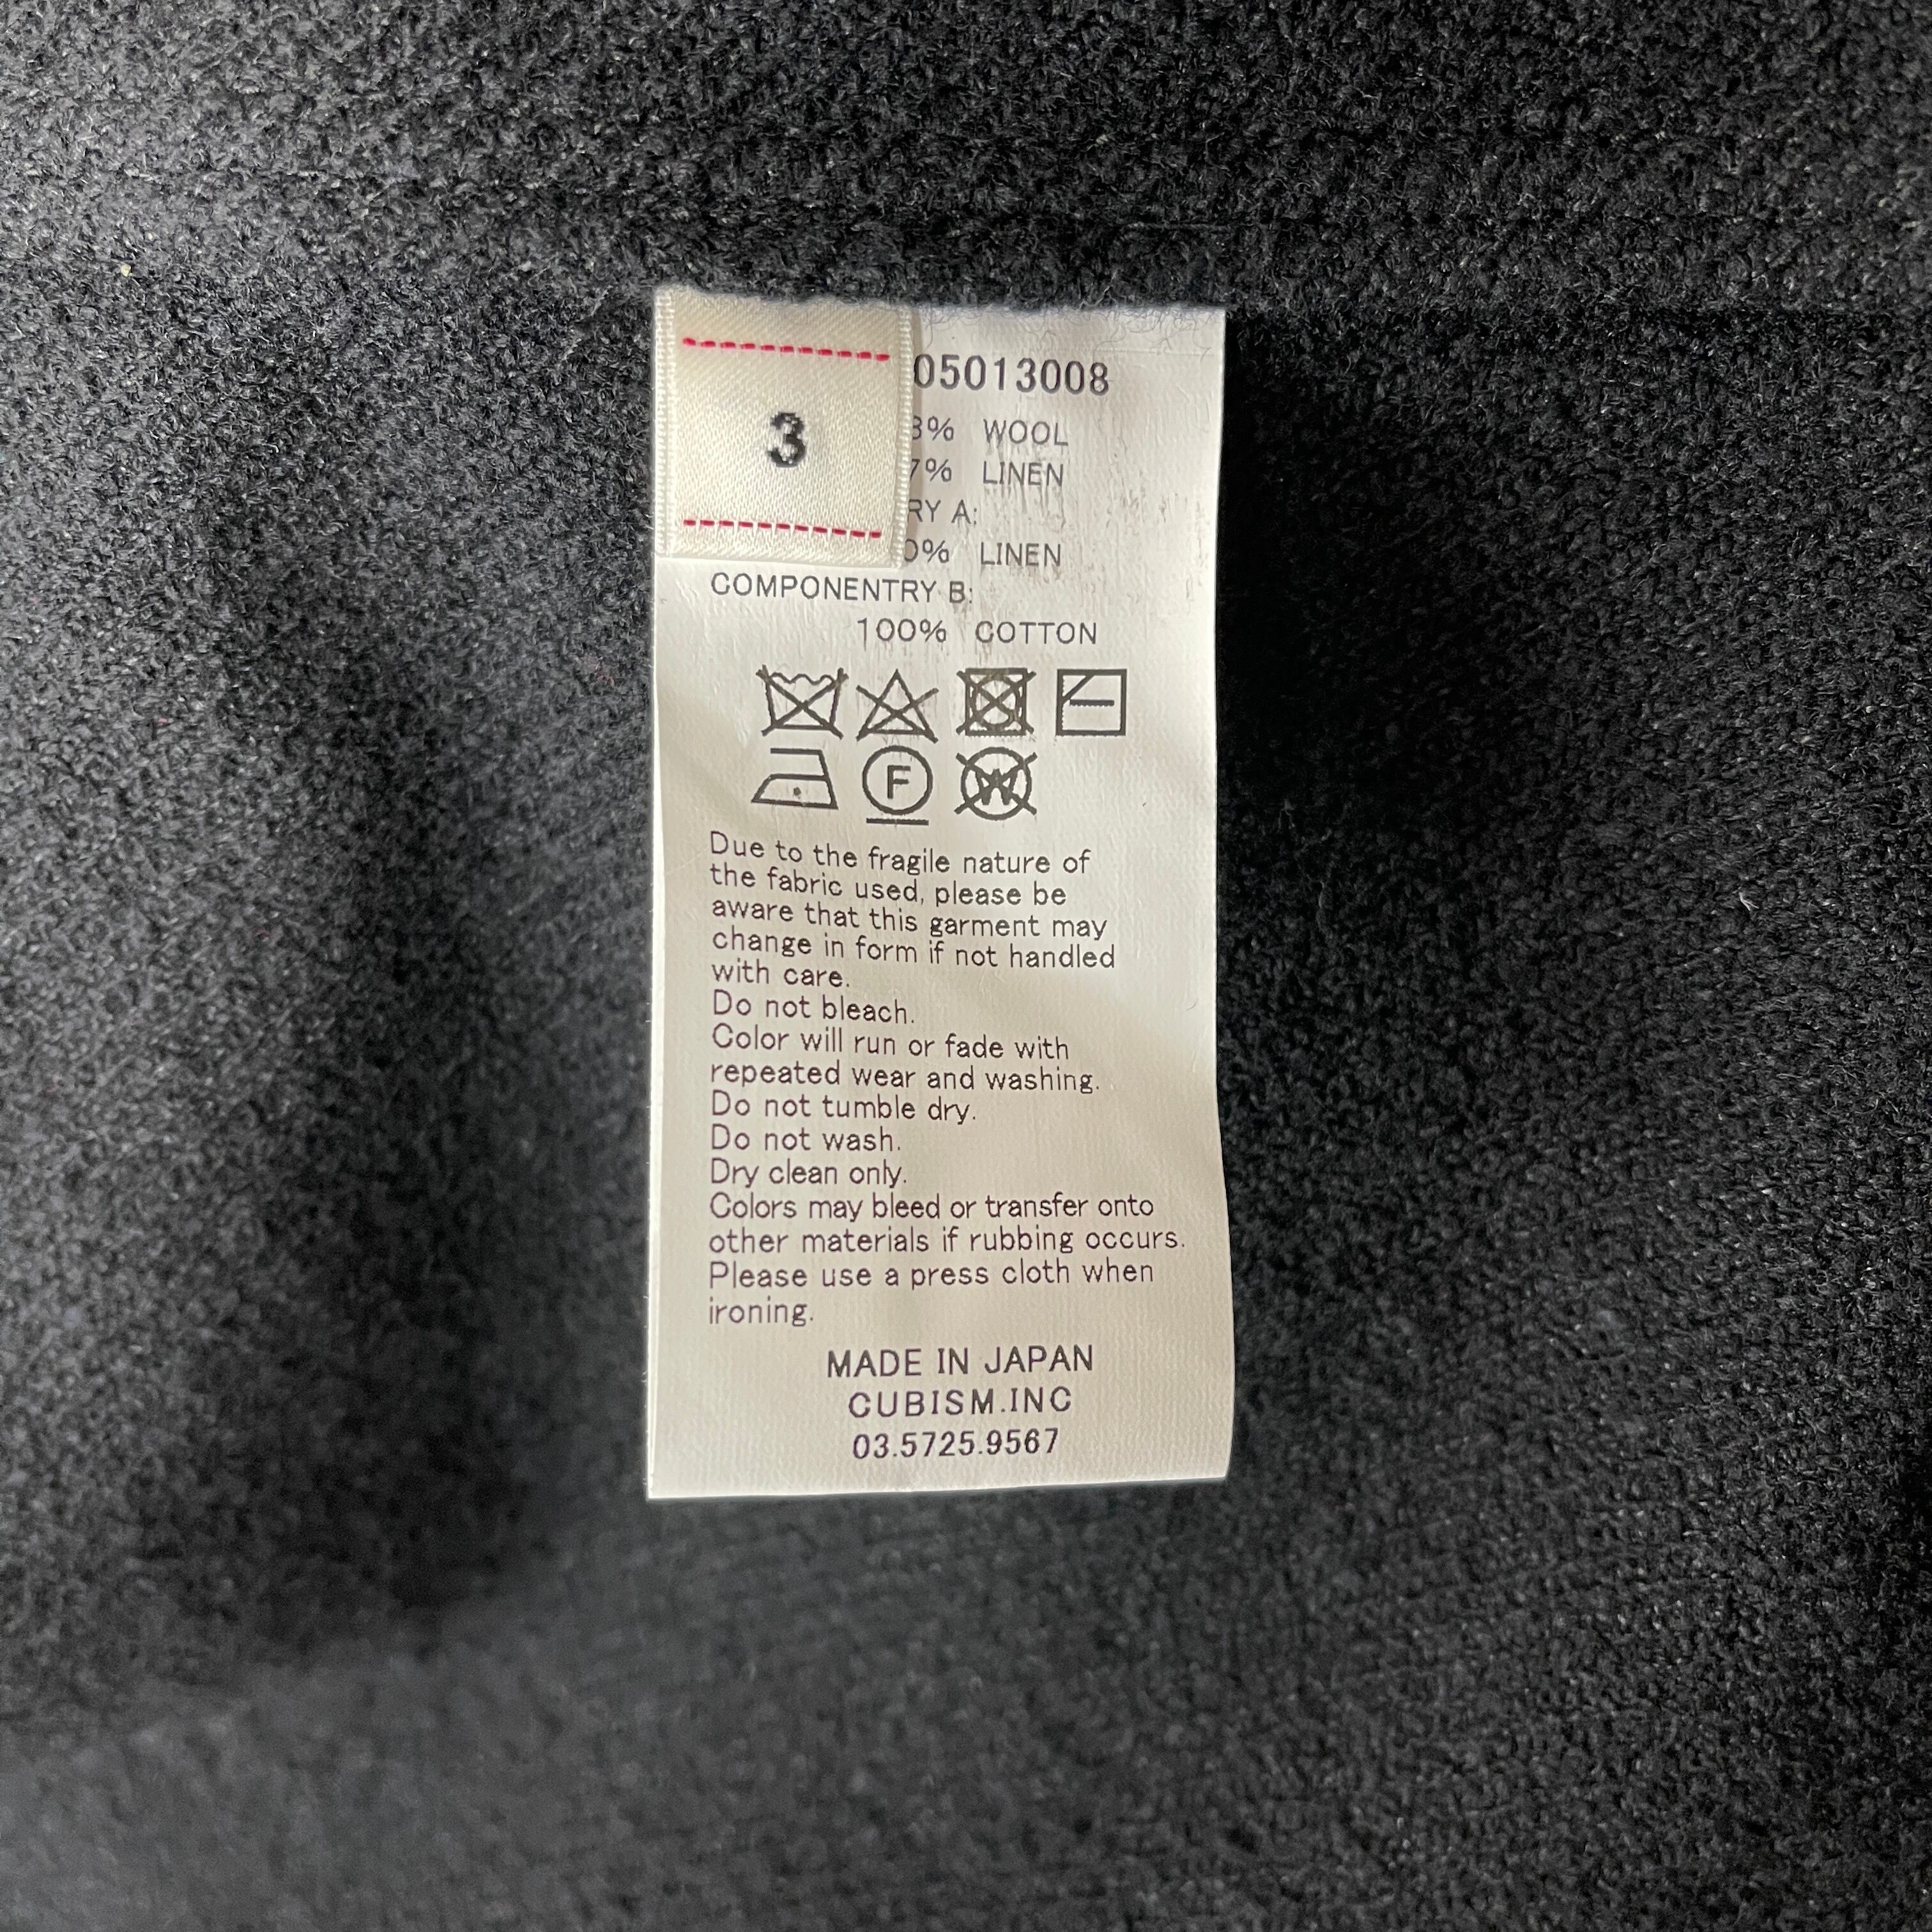 3
05013008
3% WOOL
7% LINEN
RY A:
0% LINEN
COMPONENTRY B:
100% COTTON
F
W
Due to the fragile nature of
the fabric used, please be
aware that this garment may
change in form if not handled
with care.
Do not bleach.
Color will run or fade with
repeated wear and washing.
Do not tumble dry.
Do not wash.
Dry clean only.
Colors may bleed or transfer onto
other materials if rubbing occurs.
Please use a press cloth when
ironing.
MADE IN JAPAN
CUBISM.INC
03.5725.9567